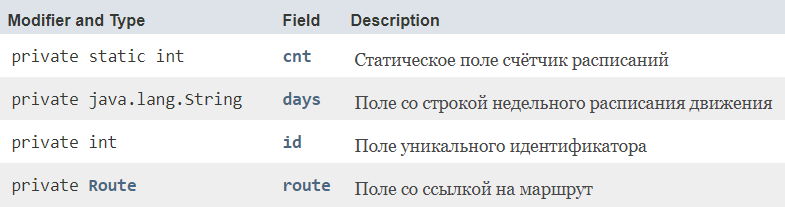 Modifier and Type Field Description
private static int cnt Статическое поле счётчик расписаний
private java.lang.String days Поле со строкой недельного расписания движения
private int id Поле уникального идентификатора
private Route route Поле со ссылкой на маршрут